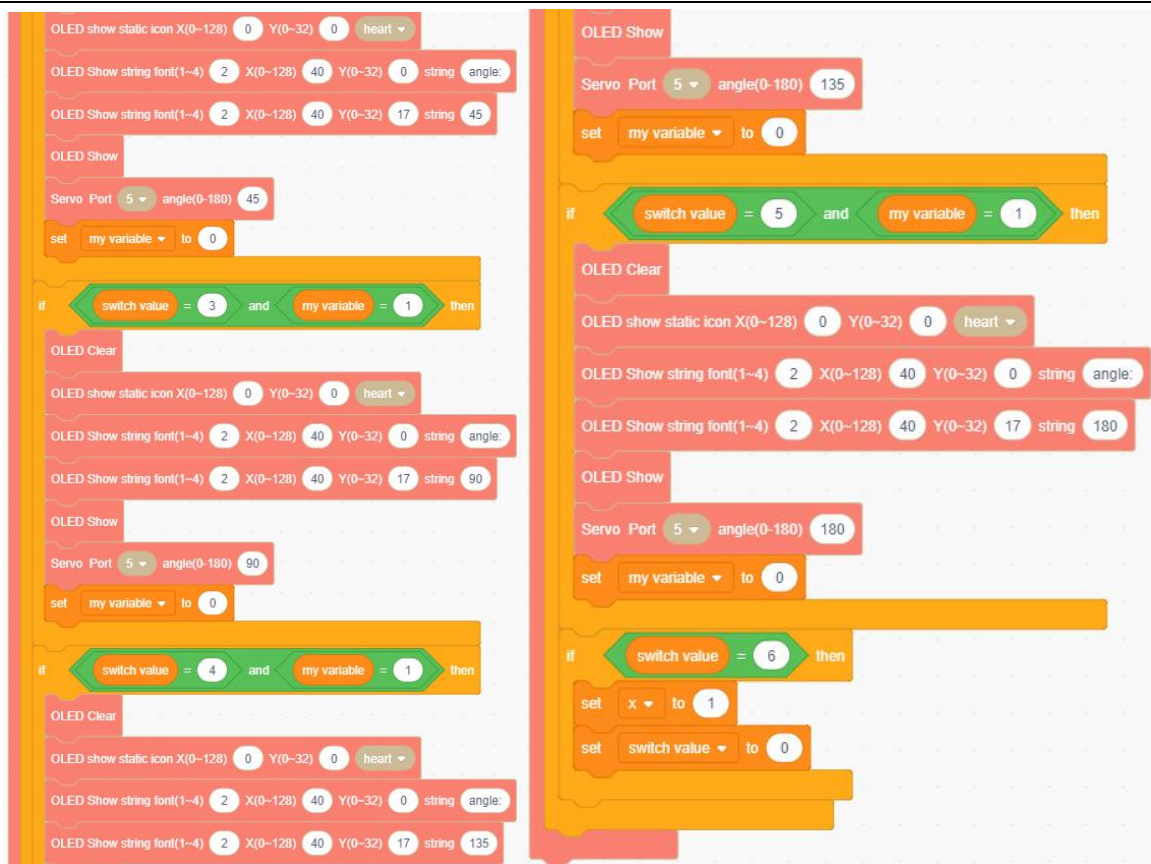 OLED show static icon X(0~128) 0 Y(0~32) 0 heart
OLED Show string font(1~4) 2 X(0~128) 40 Y(0~32) 0 string angle:
OLED Show string font(1~4) 2 X(0~128) 40 Y(0~32) 17 string 45
OLED Show
Servo Port 5 angle(0-180) 45
set my variable to 0
if switch value = 3 and my variable = 1 then
OLED Clear
OLED show static icon X(0~128) 0 Y(0~32) 0 heart
OLED Show string font(1~4) 2 X(0~128) 40 Y(0~32) 0 string angle:
OLED Show string font(1~4) 2 X(0~128) 40 Y(0~32) 17 string 90
OLED Show
Servo Port 5 angle(0-180) 90
set my variable to 0
if switch value = 4 and my variable = 1 then
OLED Clear
OLED show static icon X(0~128) 0 Y(0~32) 0 heart
OLED Show string font(1~4) 2 X(0~128) 40 Y(0~32) 0 string angle:
OLED Show string font(1~4) 2 X(0~128) 40 Y(0~32) 17 string 135
OLED Show
Servo Port 5 angle(0-180) 135
set my variable to 0
if switch value = 5 and my variable = 1 then
OLED Clear
OLED show static icon X(0~128) 0 Y(0~32) 0 heart
OLED Show string font(1~4) 2 X(0~128) 40 Y(0~32) 0 string angle:
OLED Show string font(1~4) 2 X(0~128) 40 Y(0~32) 17 string 180
OLED Show
Servo Port 5 angle(0-180) 180
set my variable to 0
if switch value = 6 then
set x to 1
set switch value to 0